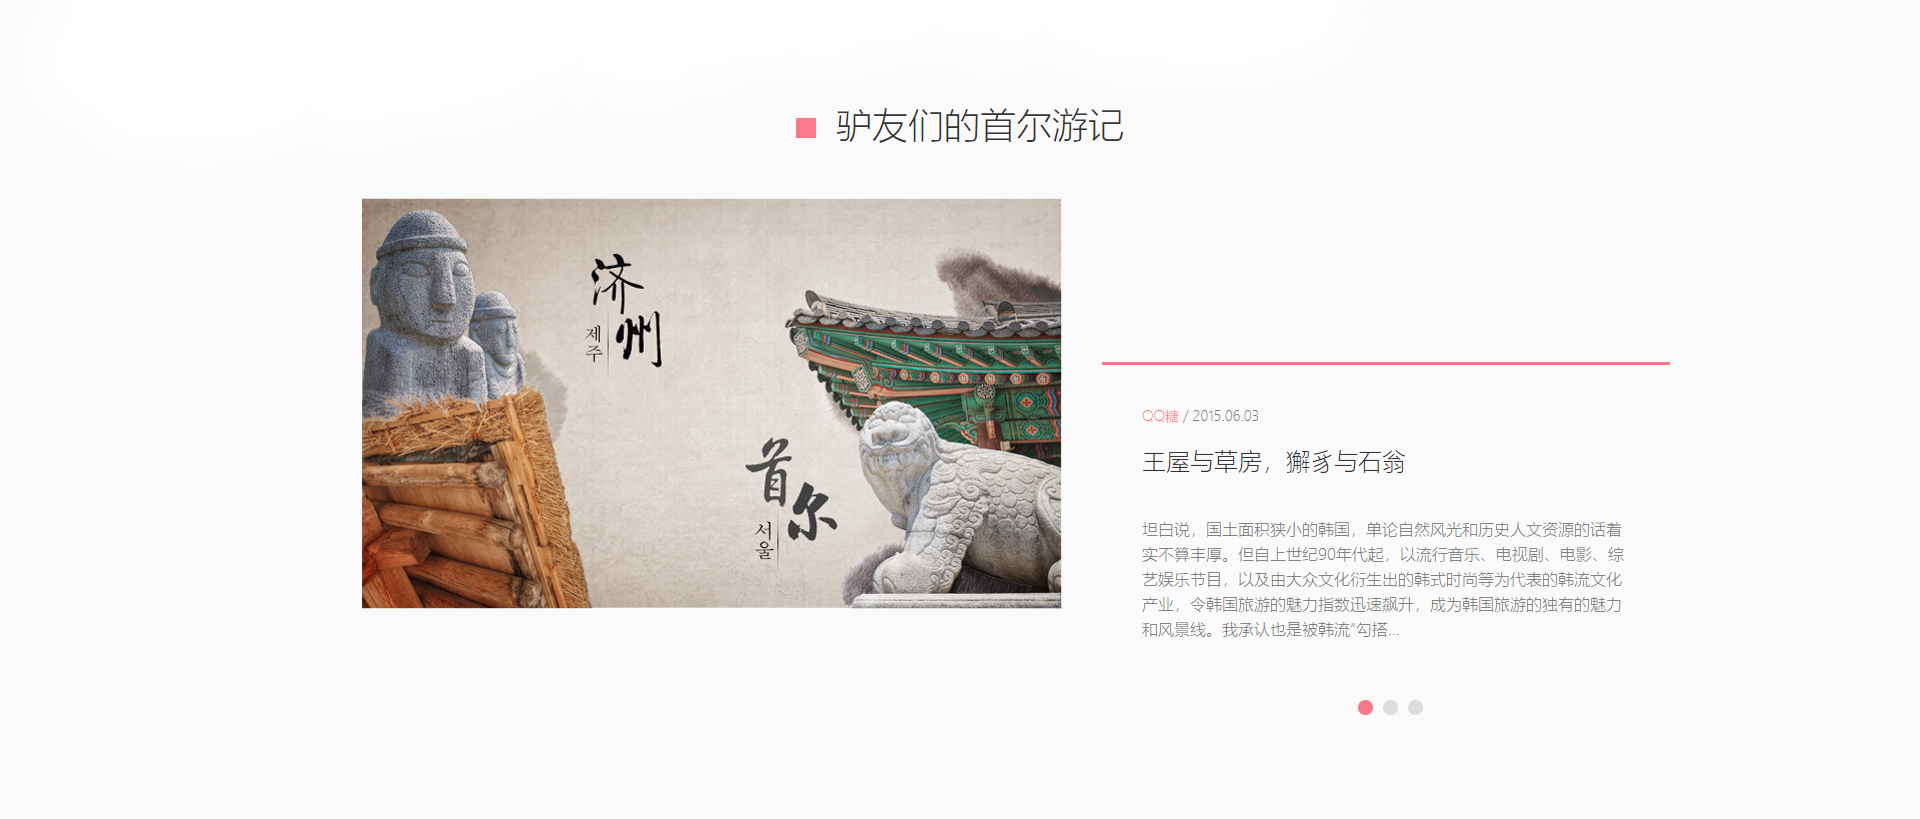 驴友们的首尔游记
济州
제주
首尔
서울
QQ糖 / 2015.06.03
王屋与草房，獬豸与石翁
坦白说，国土面积狭小的韩国，单论自然风光和历史人文资源的话着
实不算丰厚。但自上世纪90年代起，以流行音乐、电视剧、电影、综
艺娱乐节目，以及由大众文化衍生出的韩式时尚等为代表的韩流文化
产业，令韩国旅游的魅力指数迅速飙升，成为韩国旅游的独有的魅力
和风景线。我承认也是被韩流“勾搭...